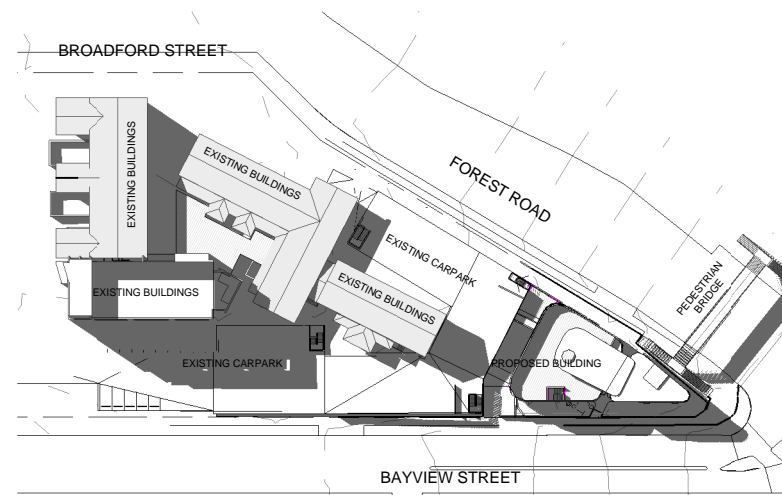 BROADFORD STREET
EXISTING BUILDINGS
EXISTING BUILDINGS
FOREST ROAD
EXISTING CARPARK
PEDESTRIAN
BRIDGE
EXISTING BUILDINGS
EXISTING BUILDINGS
EXISTING CARPARK
PROPOSED BUILDING
BAYVIEW STREET